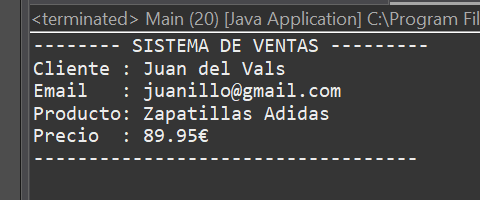 <terminated> Main (20) [Java Application] C:\Program Fil
-------- SISTEMA DE VENTAS ---------
Cliente : Juan del Vals
Email   : juanillo@gmail.com
Producto: Zapatillas Adidas
Precio  : 89.95€
-----------------------------------